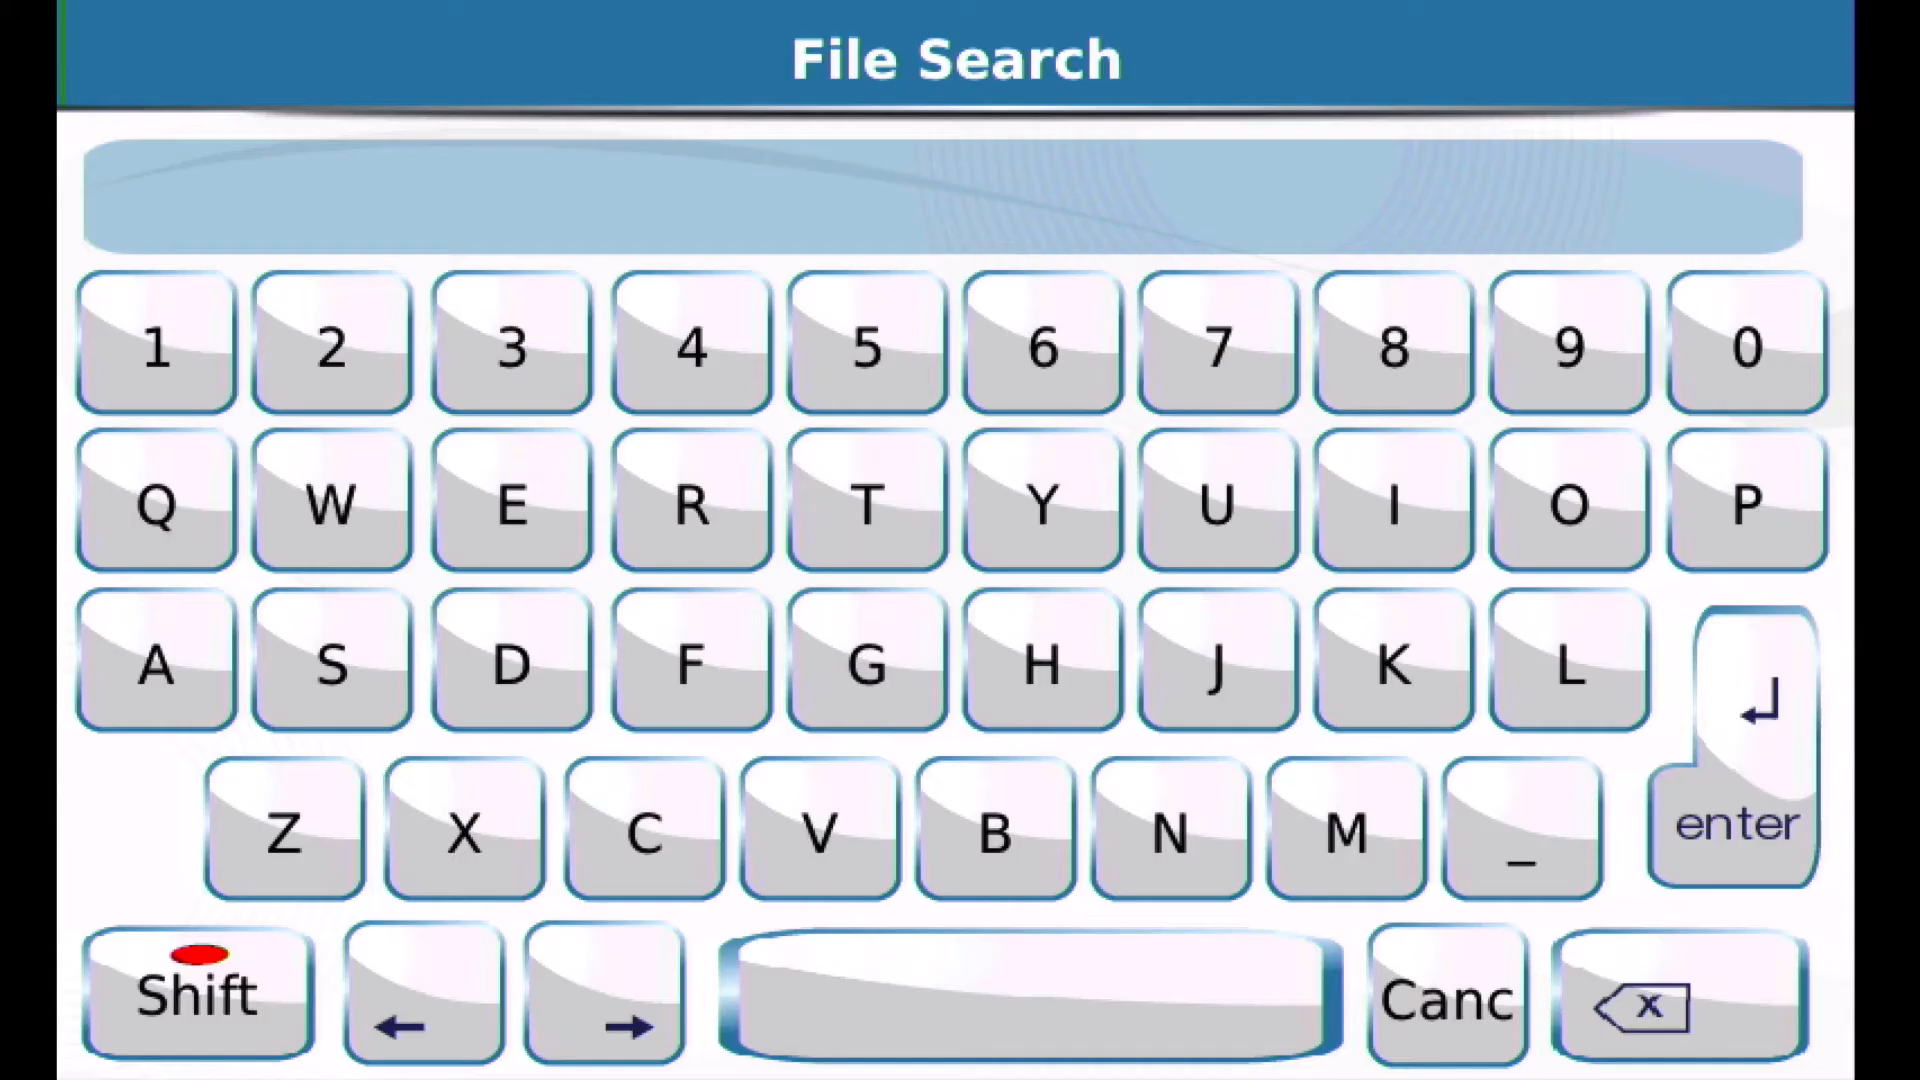 File Search
1 2 3 4 5 6 7 8 9 0
Q W E R T Y U I O P
A S D F G H J K L
Z X C V B N M _ enter
Shift ← → Canc x